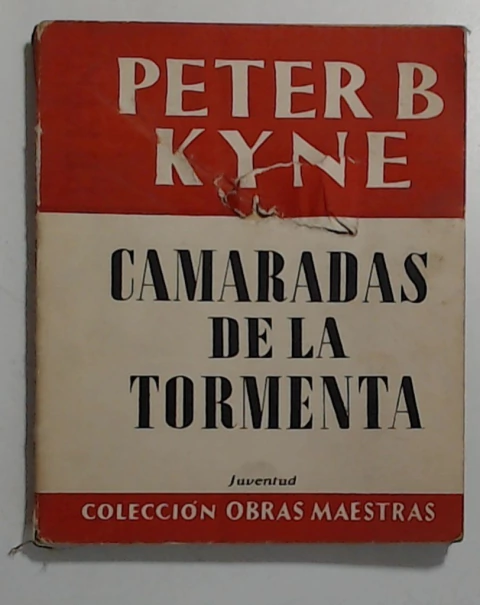 PETER B
KYNE
CAMARADAS
DE LA
TORMENTA
Juventud
COLECCIÓN OBRAS MAESTRAS